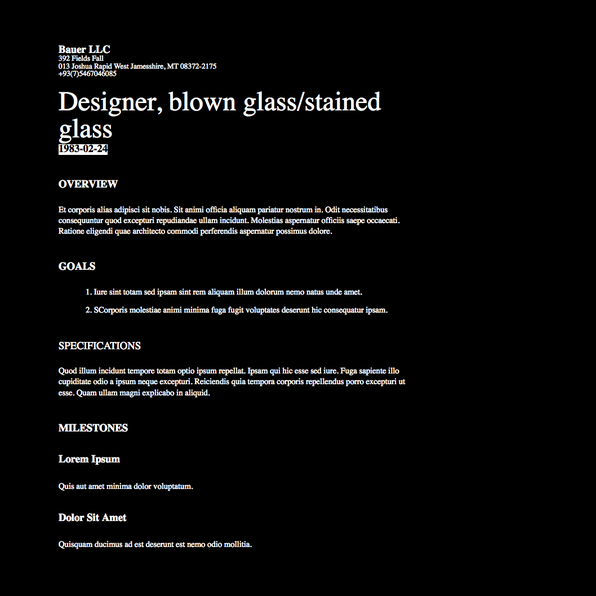 Bauer LLC
392 Fields Fall
013 Joshua Rapid West Jamesshire, MT 08372-2175
+93(7)5467046085
Designer, blown glass/stained
glass
1983-02-24
OVERVIEW
Et corporis alias adipisci sit nobis. Sit animi officia aliquam pariatur nostrum in. Odit necessitatibus
consequuntur quod excepturi repudiandae ullam incidunt. Molestias aspernatur officiis saepe occaecati.
Ratione eligendi quae architecto commodi perferendis aspernatur possimus dolore.
GOALS
1. Iure sint totam sed ipsam sint rem aliquam illum dolorum nemo natus unde amet.
2. SCorporis molestiae animi minima fuga fugit voluptates deserunt hic consequatur ipsam.
SPECIFICATIONS
Quod illum incidunt tempore totam optio ipsum repellat. Ipsam qui hic esse sed iure. Fuga sapiente illo
cupiditate odio a ipsum neque excepturi. Reiciendis quia tempora corporis repellendus porro excepturi ut
esse. Quam ullam magni explicabo in aliquid.
MILESTONES
Lorem Ipsum
Quis aut amet minima dolor voluptatum.
Dolor Sit Amet
Quisquam ducimus ad est deserunt est nemo odio mollitia.